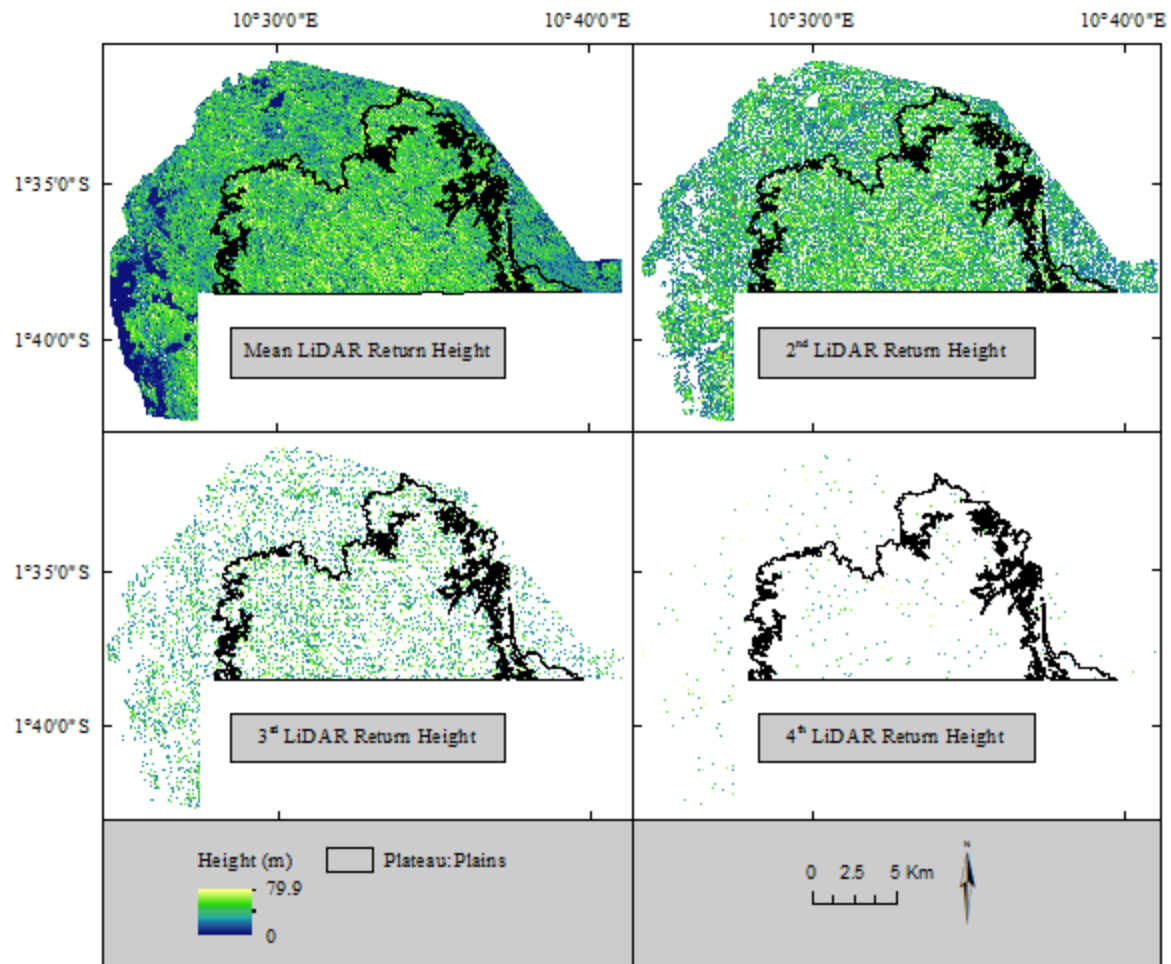 10°30'0"E 10°40'0"E 10°30'0"E 10°40'0"E
1°35'0"S
1°40'0"S
Mean LiDAR Return Height
2nd LiDAR Return Height
1°35'0"S
1°40'0"S
3rd LiDAR Return Height
4th LiDAR Return Height
Height (m)
79.9
0
Plateau:Plains
0 2.5 5 Km
N